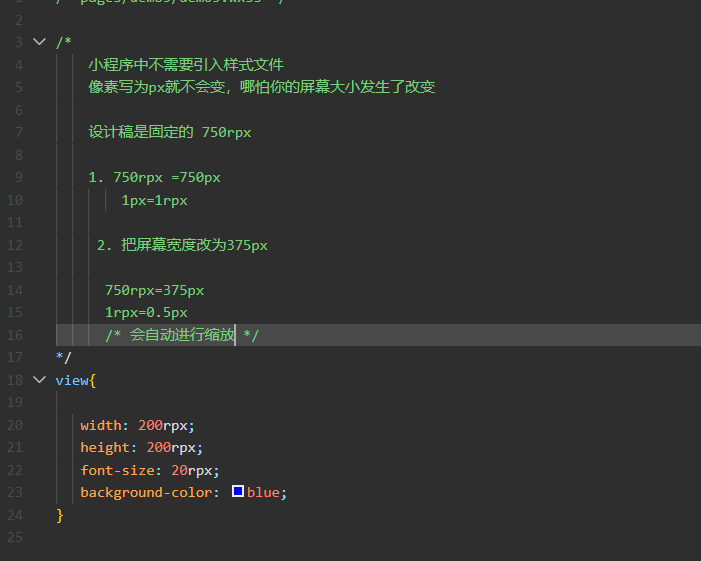 2
3 /*
4 小程序中不需要引入样式文件
5 像素写为px就不会变，哪怕你的屏幕大小发生了改变
6
7 设计稿是固定的 750rpx
8
9 1. 750rpx =750px
10 1px=1rpx
11
12 2. 把屏幕宽度改为375px
13
14 750rpx=375px
15 1rpx=0.5px
16 /* 会自动进行缩放 */
17 */
18 view{
19
20 width: 200rpx;
21 height: 200rpx;
22 font-size: 20rpx;
23 background-color: blue;
24 }
25